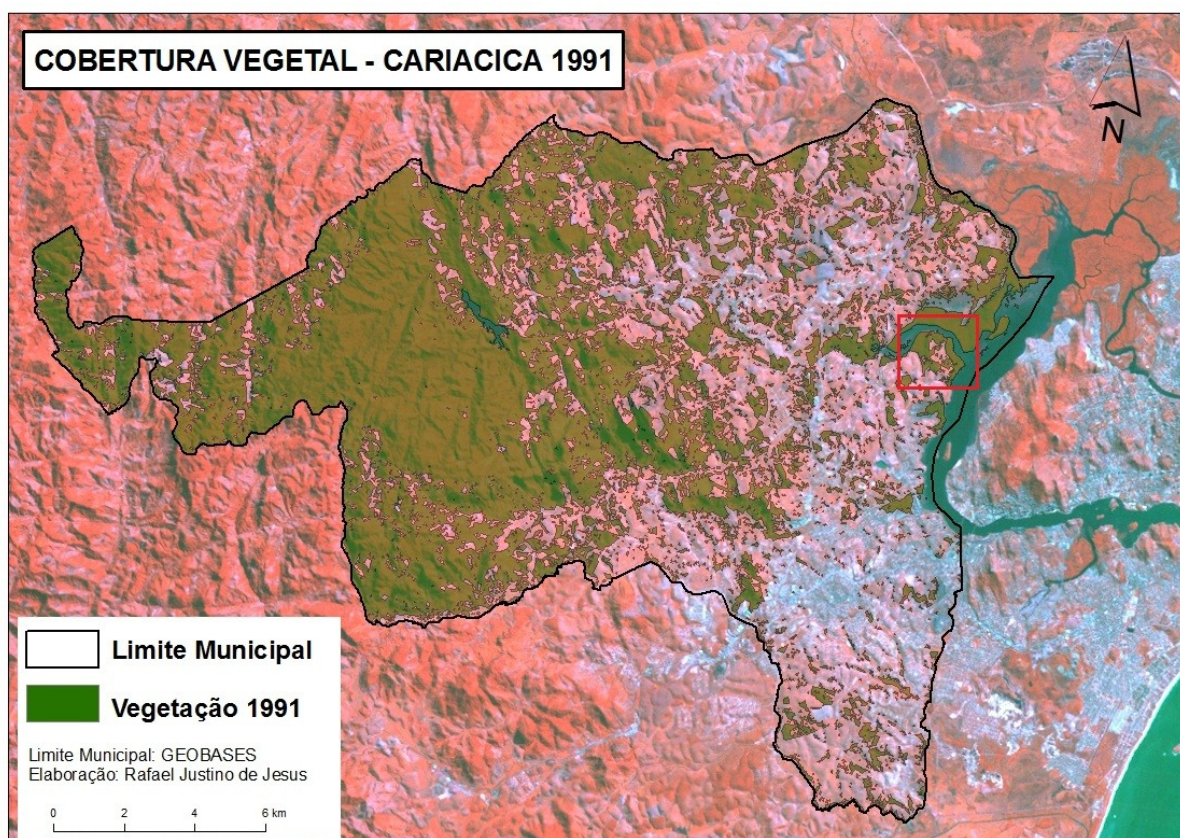 COBERTURA VEGETAL - CARIACICA 1991
N
Limite Municipal
Vegetação 1991
Limite Municipal: GEOBASES
Elaboração: Rafael Justino de Jesus
0 2 4 6 km